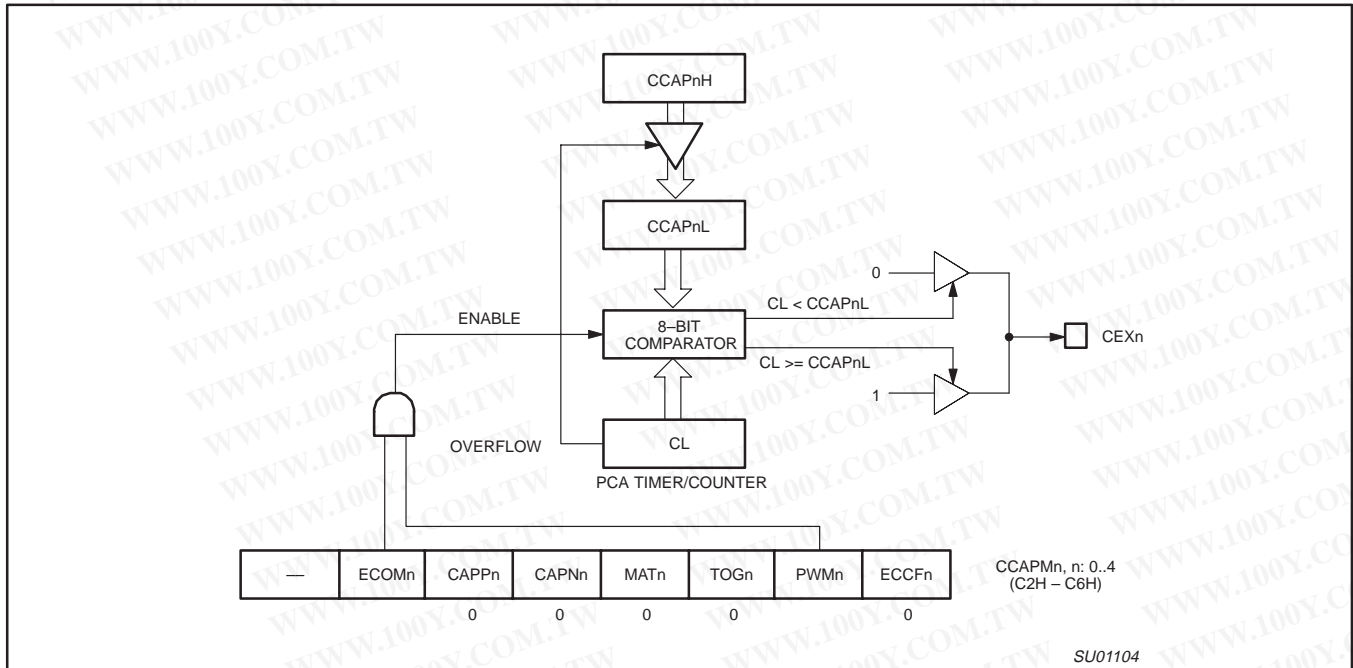 WWW.100Y.COM.TW
CCAPnH
CCAPnL
0
CL < CCAPnL
ENABLE
8–BIT
COMPARATOR
CEXn
CL >= CCAPnL
1
OVERFLOW
CL
PCA TIMER/COUNTER
— ECOMn CAPPn CAPNn MATn TOGn PWMn ECCFn
CCAPMn, n: 0..4
(C2H – C6H)
0 0 0 0 0
SU01104